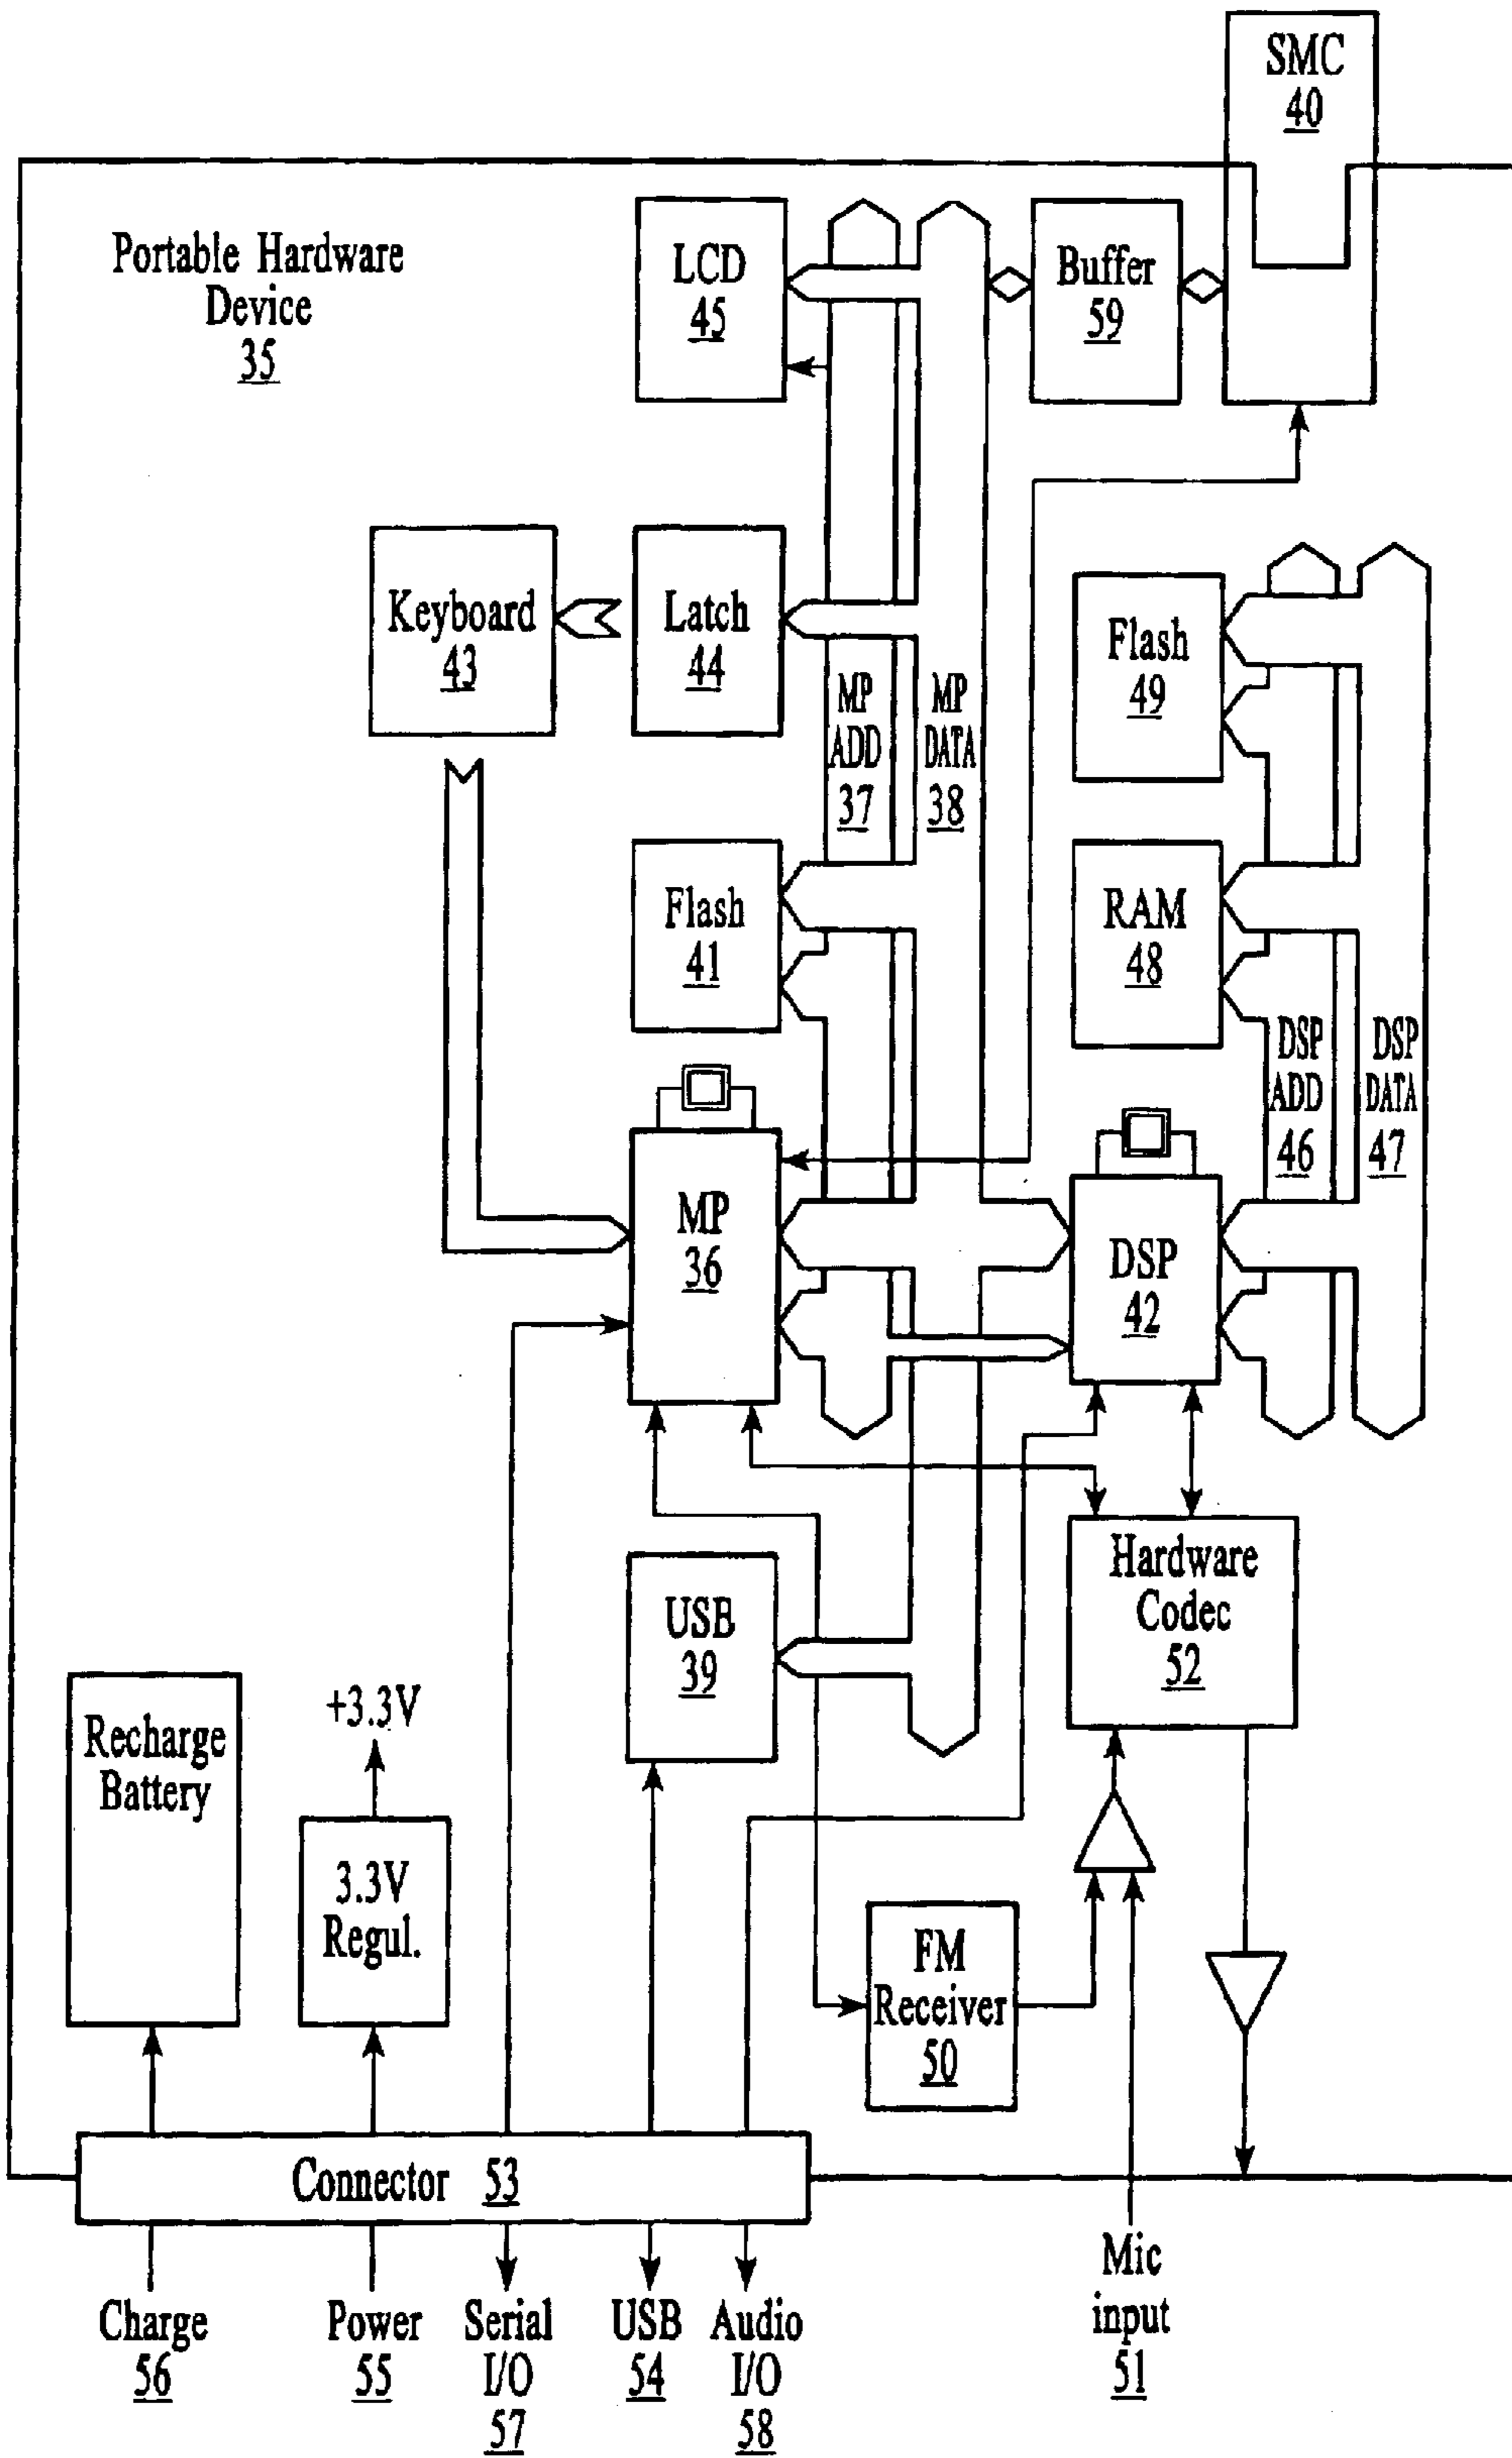 SMC
40
Portable Hardware
Device
35
LCD
45
Buffer
59
Keyboard
43
Latch
44
MP
ADD
37
MP
DATA
38
Flash
49
Flash
41
RAM
48
DSP
ADD
46
DSP
DATA
47
MP
36
DSP
42
Hardware
Codec
52
USB
39
Recharge
Battery
+3.3V
3.3V
Regul.
FM
Receiver
50
Connector 53
Charge
56
Power
55
Serial
I/O
57
USB
54
Audio
I/O
58
Mic
input
51